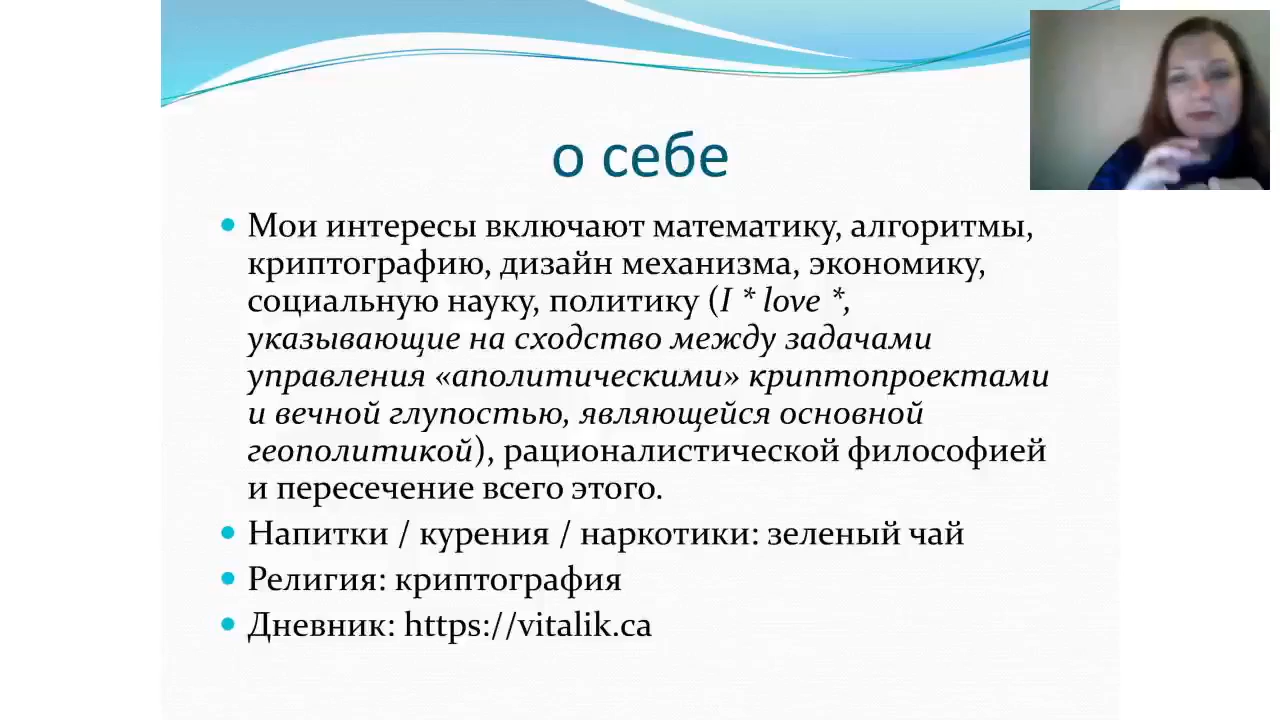 о себе
Мои интересы включают математику, алгоритмы,
криптографию, дизайн механизма, экономику,
социальную науку, политику (I * love *,
указывающие на сходство между задачами
управления «аполитическими» криптопроектами
и вечной глупостью, являющейся основной
геополитикой), рационалистической философией
и пересечение всего этого.
Напитки / курения / наркотики: зеленый чай
Религия: криптография
Дневник: https://vitalik.ca